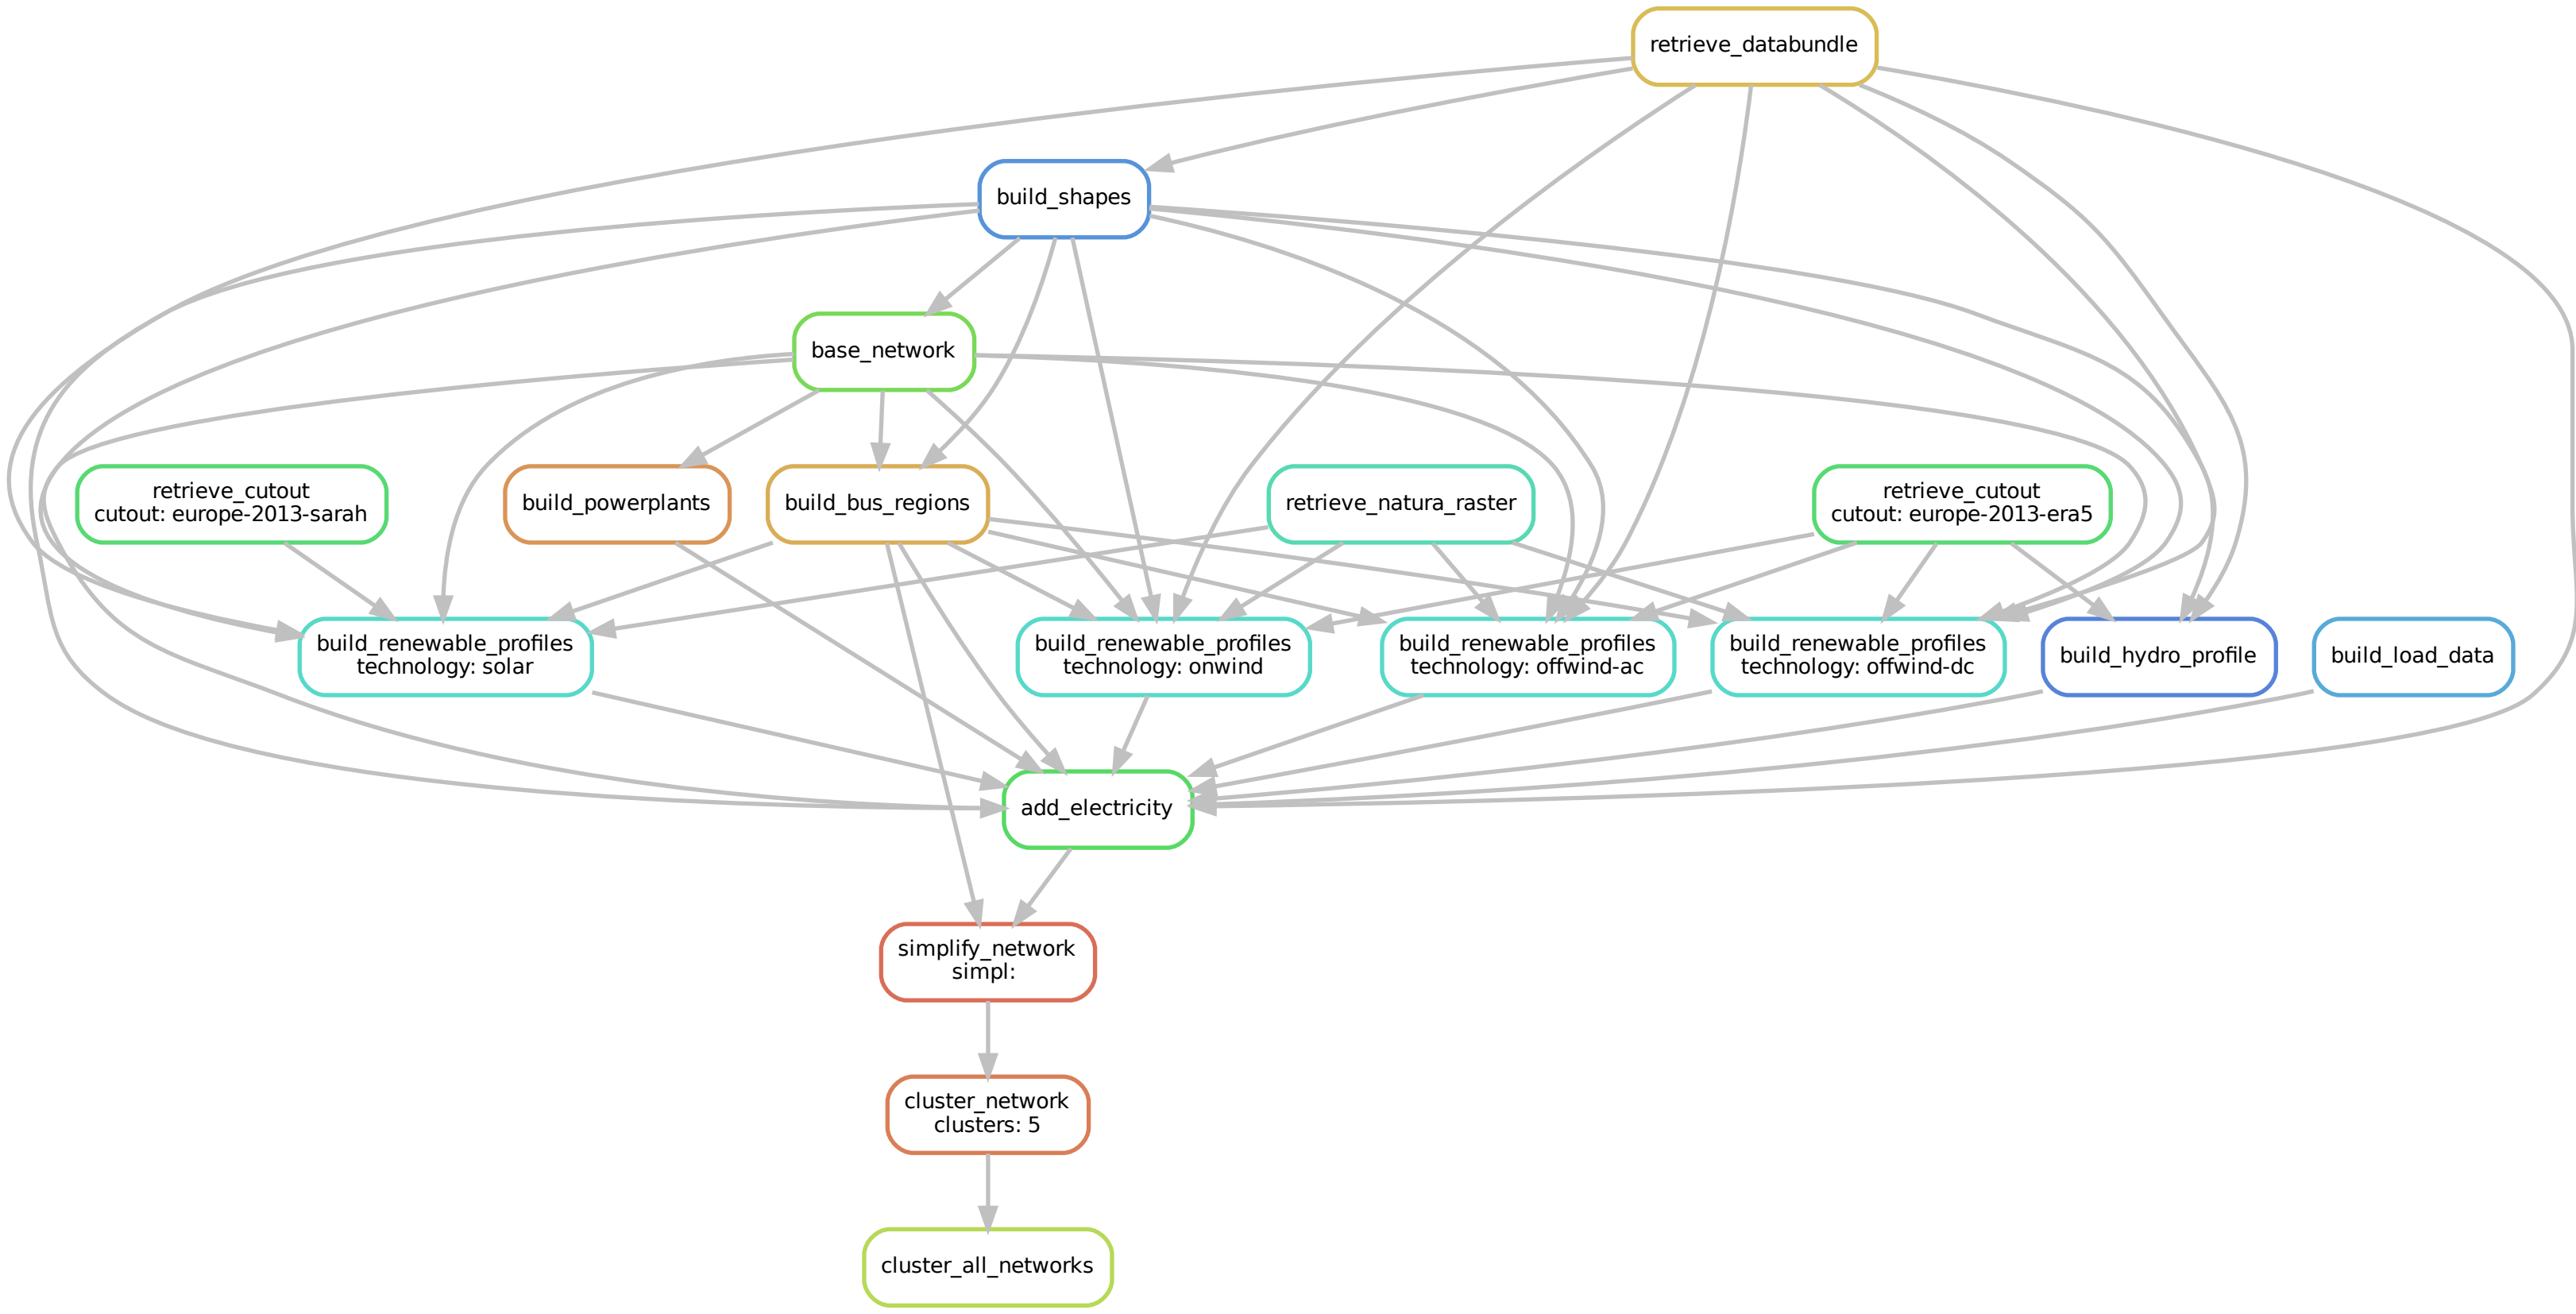 retrieve_databundle
build_shapes
base_network
retrieve_cutout
cutout: europe-2013-sarah
build_powerplants
build_bus_regions
retrieve_natura_raster
retrieve_cutout
cutout: europe-2013-era5
build_renewable_profiles
technology: solar
build_renewable_profiles
technology: onwind
build_renewable_profiles
technology: offwind-ac
build_renewable_profiles
technology: offwind-dc
build_hydro_profile
build_load_data
add_electricity
simplify_network
simpl:
cluster_network
clusters: 5
cluster_all_networks